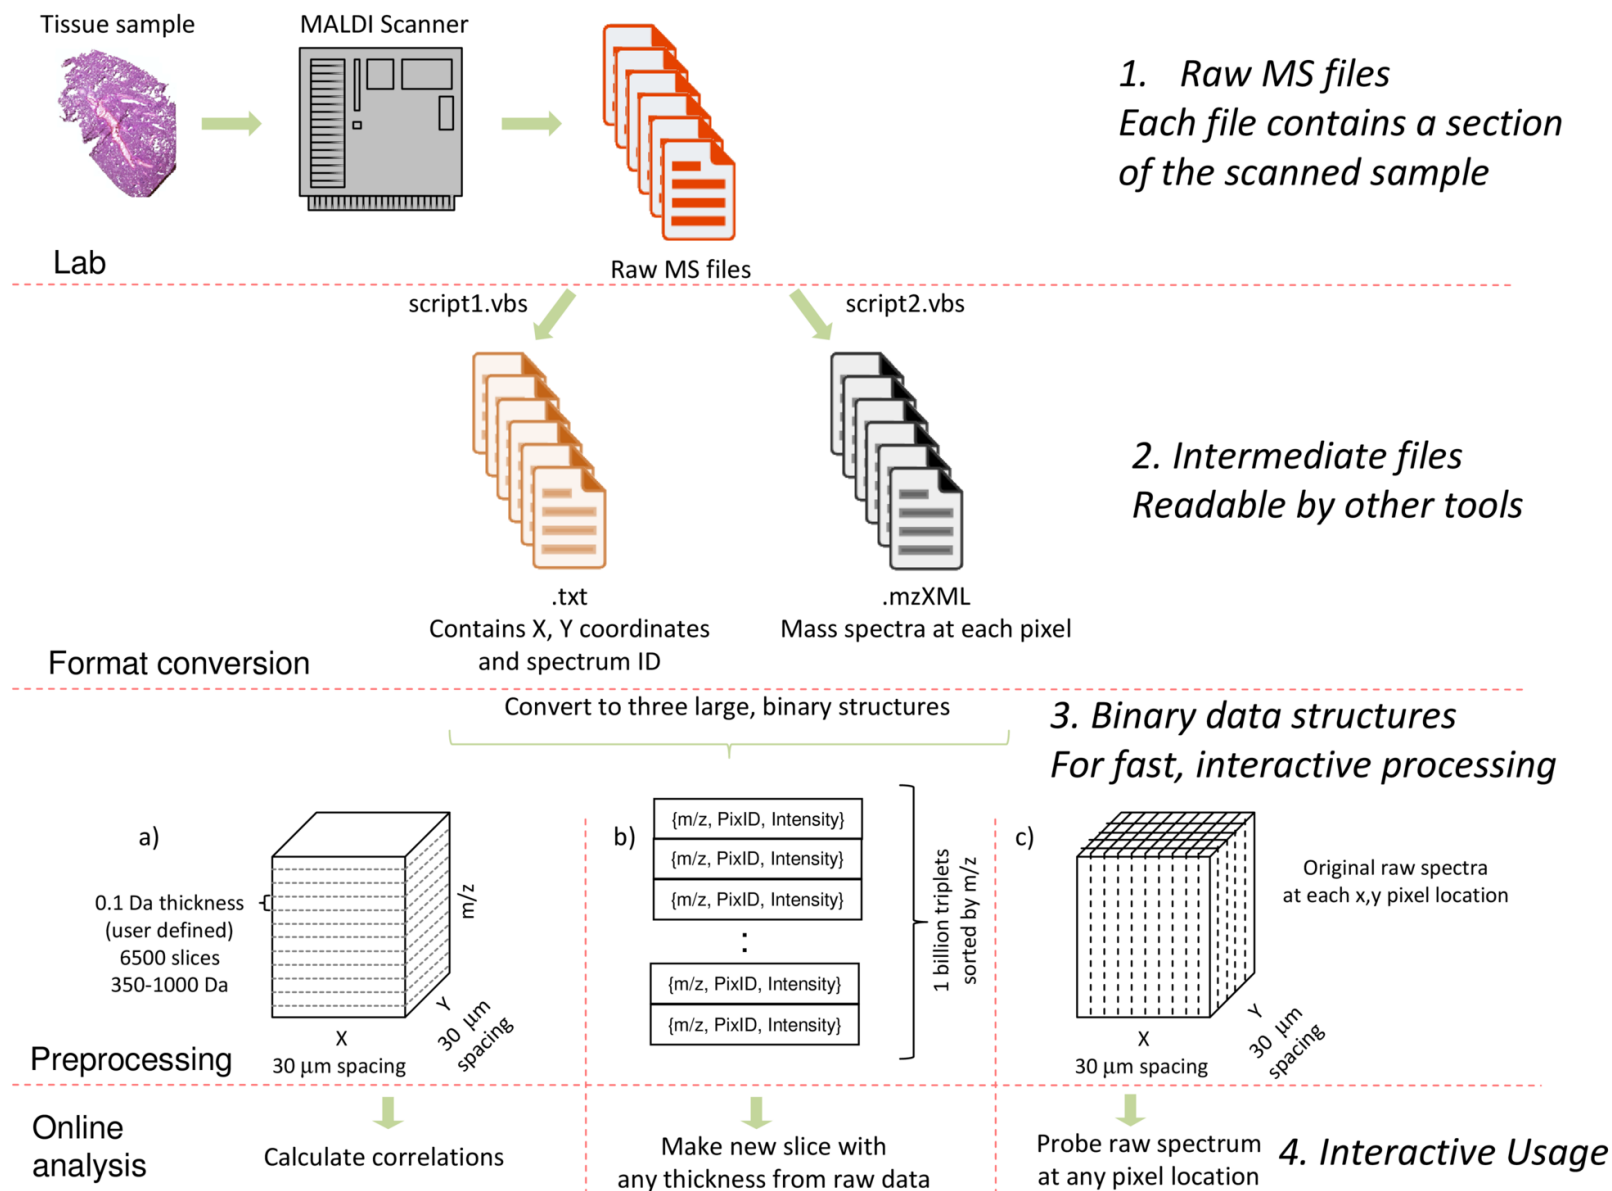 Tissue sample
MALDI Scanner
1. Raw MS files
Each file contains a section
of the scanned sample
Lab
Raw MS files
script1.vbs
script2.vbs
2. Intermediate files
Readable by other tools
.txt
Contains X, Y coordinates
and spectrum ID
.mzXML
Mass spectra at each pixel
Format conversion
Convert to three large, binary structures
3. Binary data structures
For fast, interactive processing
a)
0.1 Da thickness
(user defined)
6500 slices
350-1000 Da
m/z
X
30 μm spacing
Y
30 μm
spacing
b)
{m/z, PixID, Intensity}
{m/z, PixID, Intensity}
{m/z, PixID, Intensity}
:
{m/z, PixID, Intensity}
{m/z, PixID, Intensity}
1 billion triplets
sorted by m/z
c)
Original raw spectra
at each x,y pixel location
X
30 μm spacing
Y
30 μm
spacing
Preprocessing
Online
analysis
Calculate correlations
Make new slice with
any thickness from raw data
Probe raw spectrum
at any pixel location
4. Interactive Usage